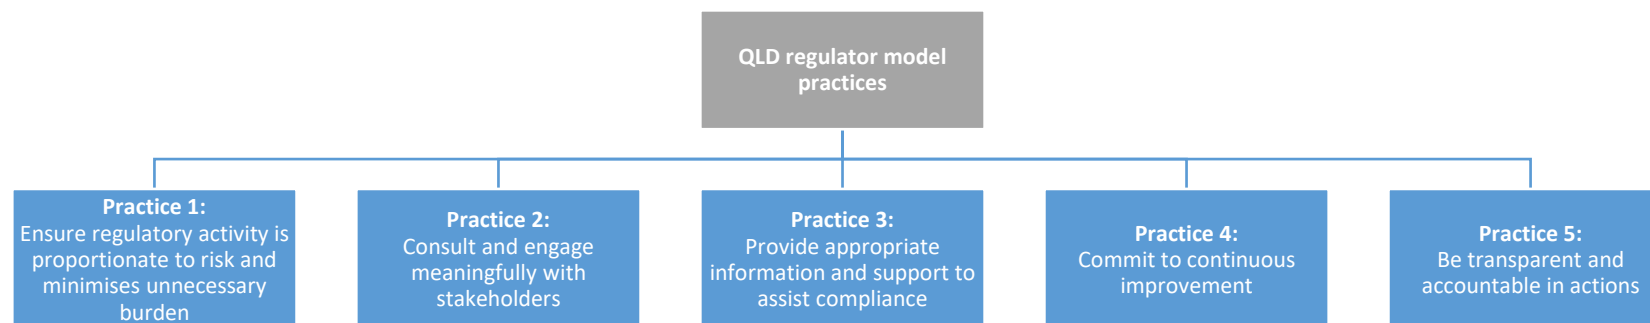 QLD regulator model
practices
Practice 1:
Ensure regulatory activity is
proportionate to risk and
minimises unnecessary
burden
Practice 2:
Consult and engage
meaningfully with
stakeholders
Practice 3:
Provide appropriate
information and support to
assist compliance
Practice 4:
Commit to continuous
improvement
Practice 5:
Be transparent and
accountable in actions